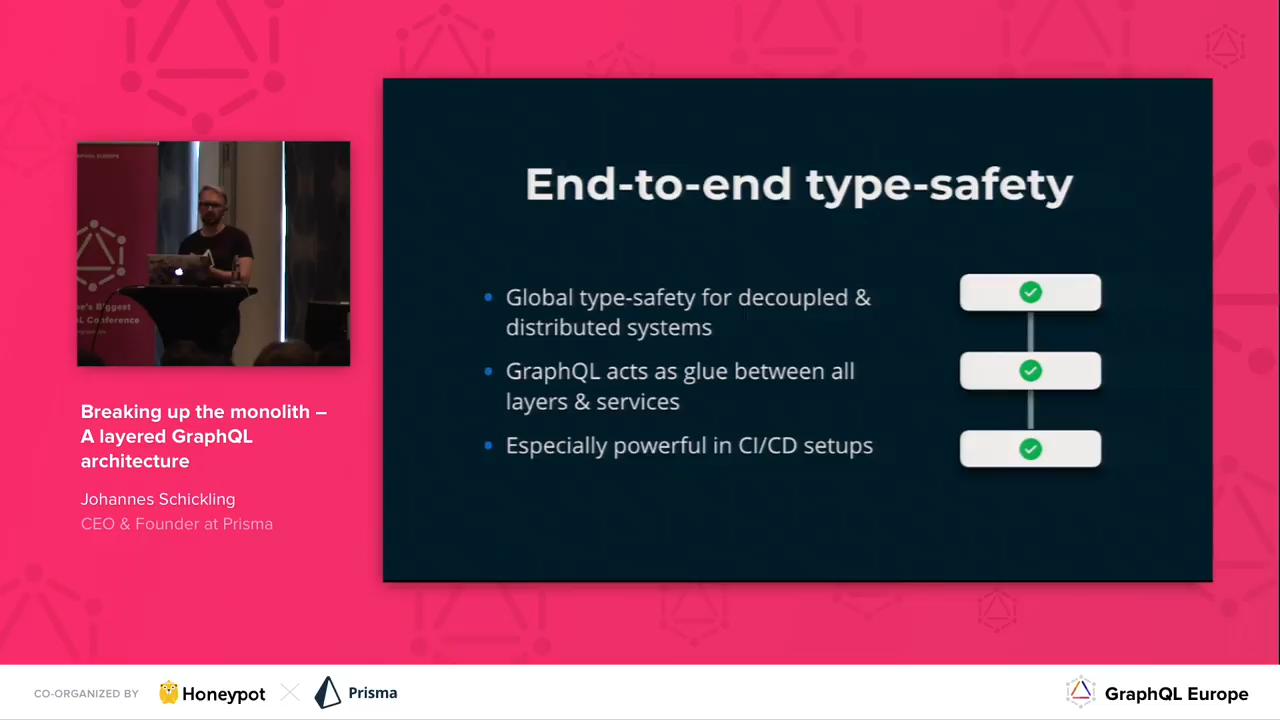 End-to-end type-safety
Global type-safety for decoupled &
distributed systems
GraphQL acts as glue between all
layers & services
Especially powerful in CI/CD setups
Breaking up the monolith –
A layered GraphQL
architecture
Johannes Schickling
CEO & Founder at Prisma
CO-ORGANIZED BY
Honeypot
Prisma
GraphQL Europe